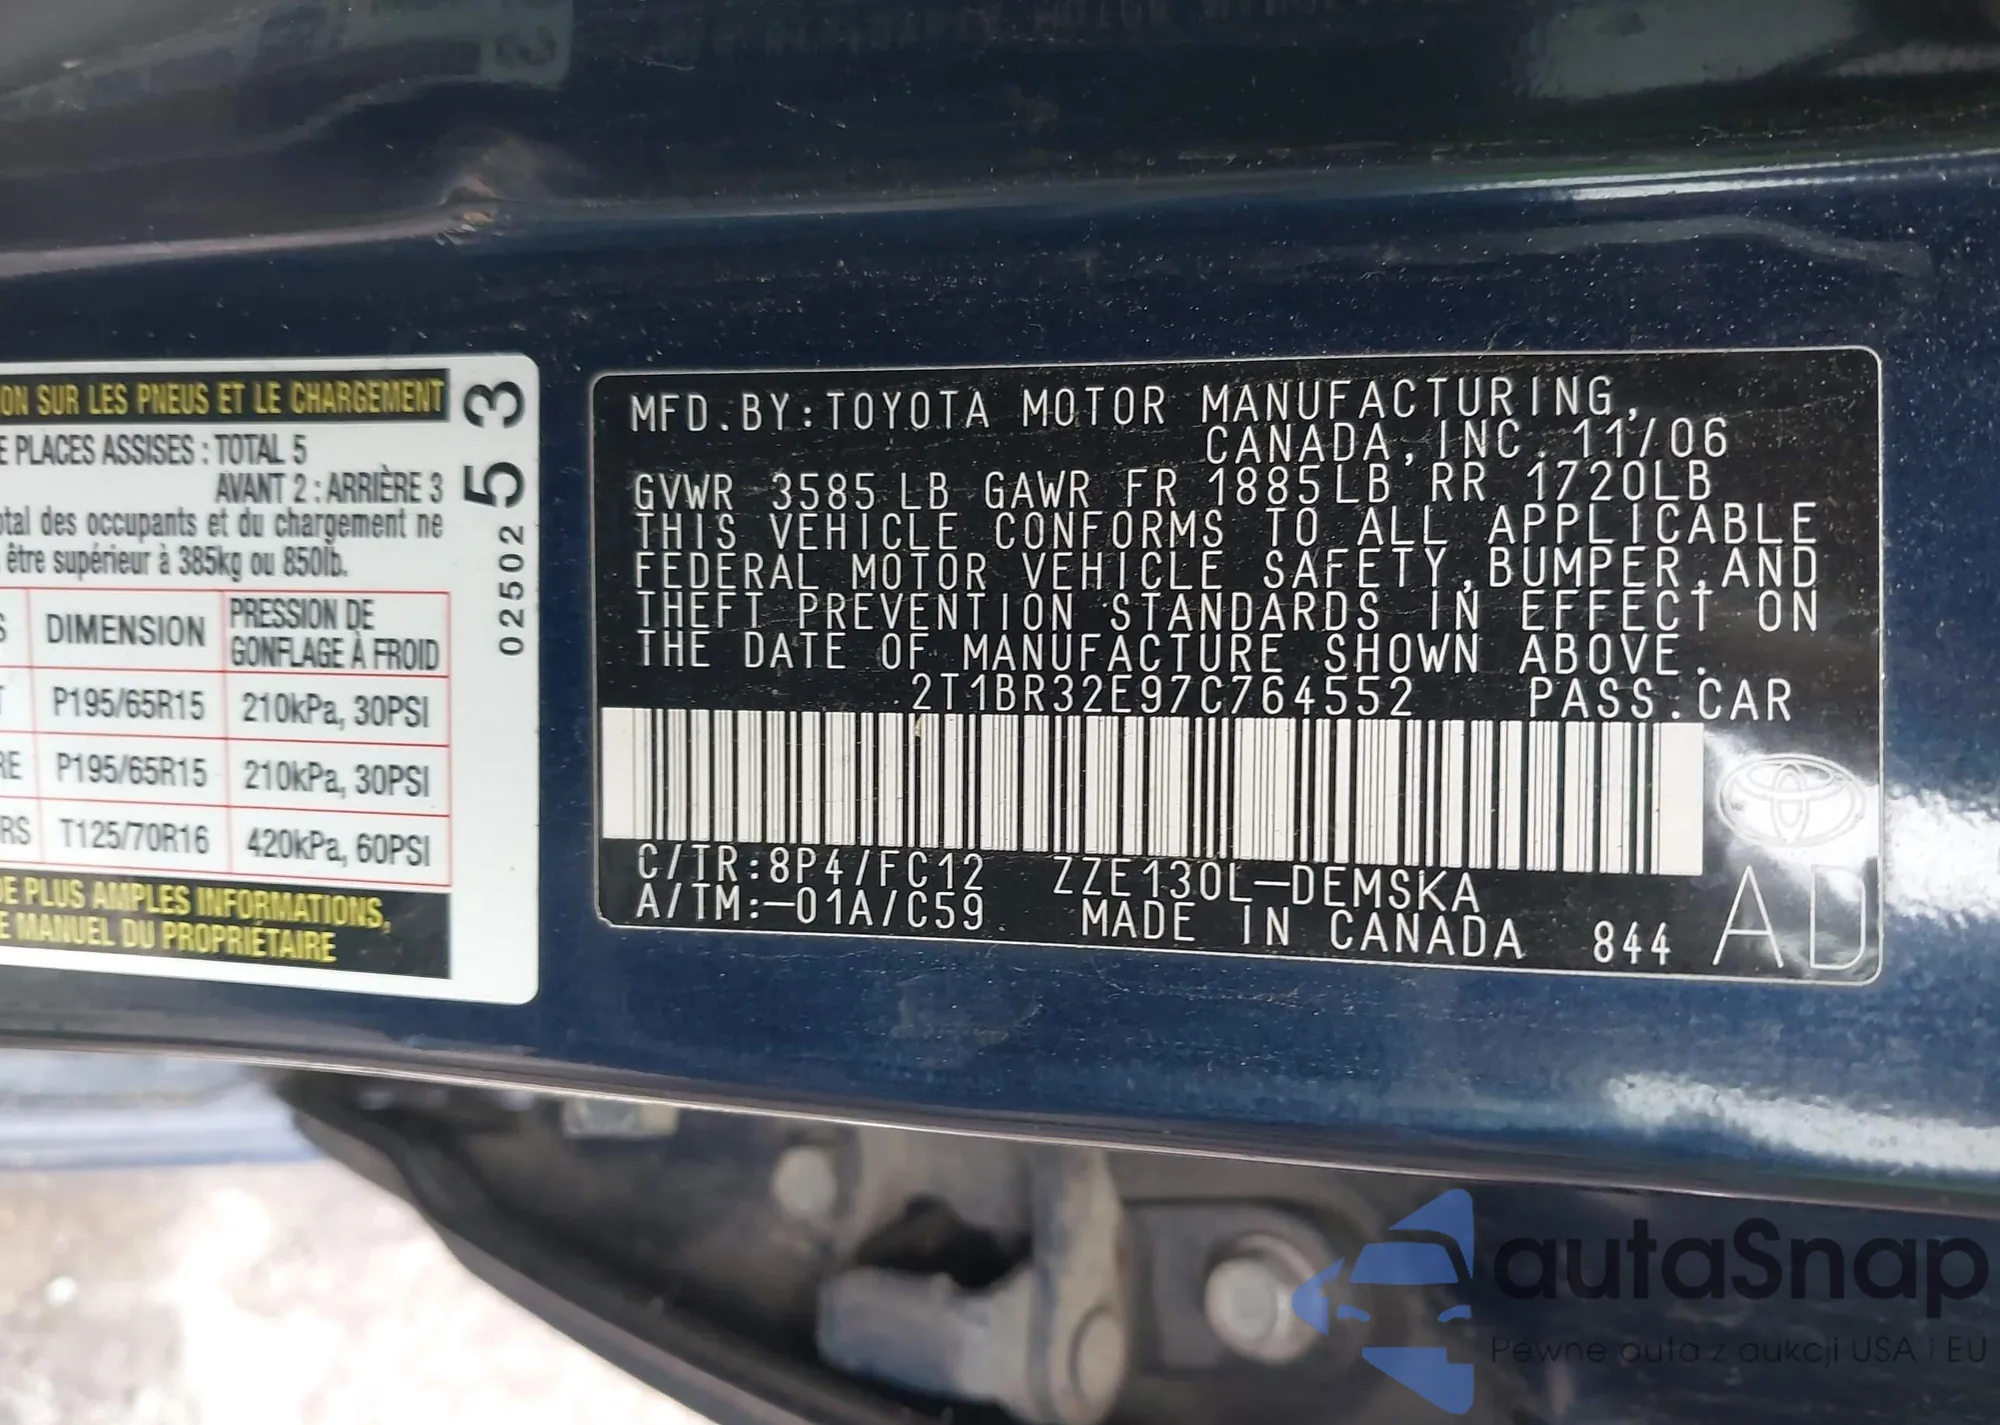 ON SUR LES PNEUS ET LE CHARGEMENT
E PLACES ASSISES : TOTAL 5
AVANT 2 : ARRIÈRE 3
otal des occupants et du chargement ne
être supérieur à 385kg ou 850lb.
S DIMENSION PRESSION DE GONFLAGE À FROID
T P195/65R15 210kPa, 30PSI
RE P195/65R15 210kPa, 30PSI
RS T125/70R16 420kPa, 60PSI
DE PLUS AMPLES INFORMATIONS,
E MANUEL DU PROPRIÉTAIRE
02502 53
MFD.BY:TOYOTA MOTOR MANUFACTURING,
CANADA,INC. 11/06
GVWR 3585LB GAWR FR 1885LB RR 1720LB
THIS VEHICLE CONFORMS TO ALL APPLICABLE
FEDERAL MOTOR VEHICLE SAFETY,BUMPER,AND
THEFT PREVENTION STANDARDS IN EFFECT ON
THE DATE OF MANUFACTURE SHOWN ABOVE.
2T1BR32E97C764552 PASS.CAR
C/TR:8P4/FC12 ZZE130L-DEMSKA
A/TM:-01A/C59 MADE IN CANADA 844 AD
autaSnap
Pewne auta z aukcji USA i EU